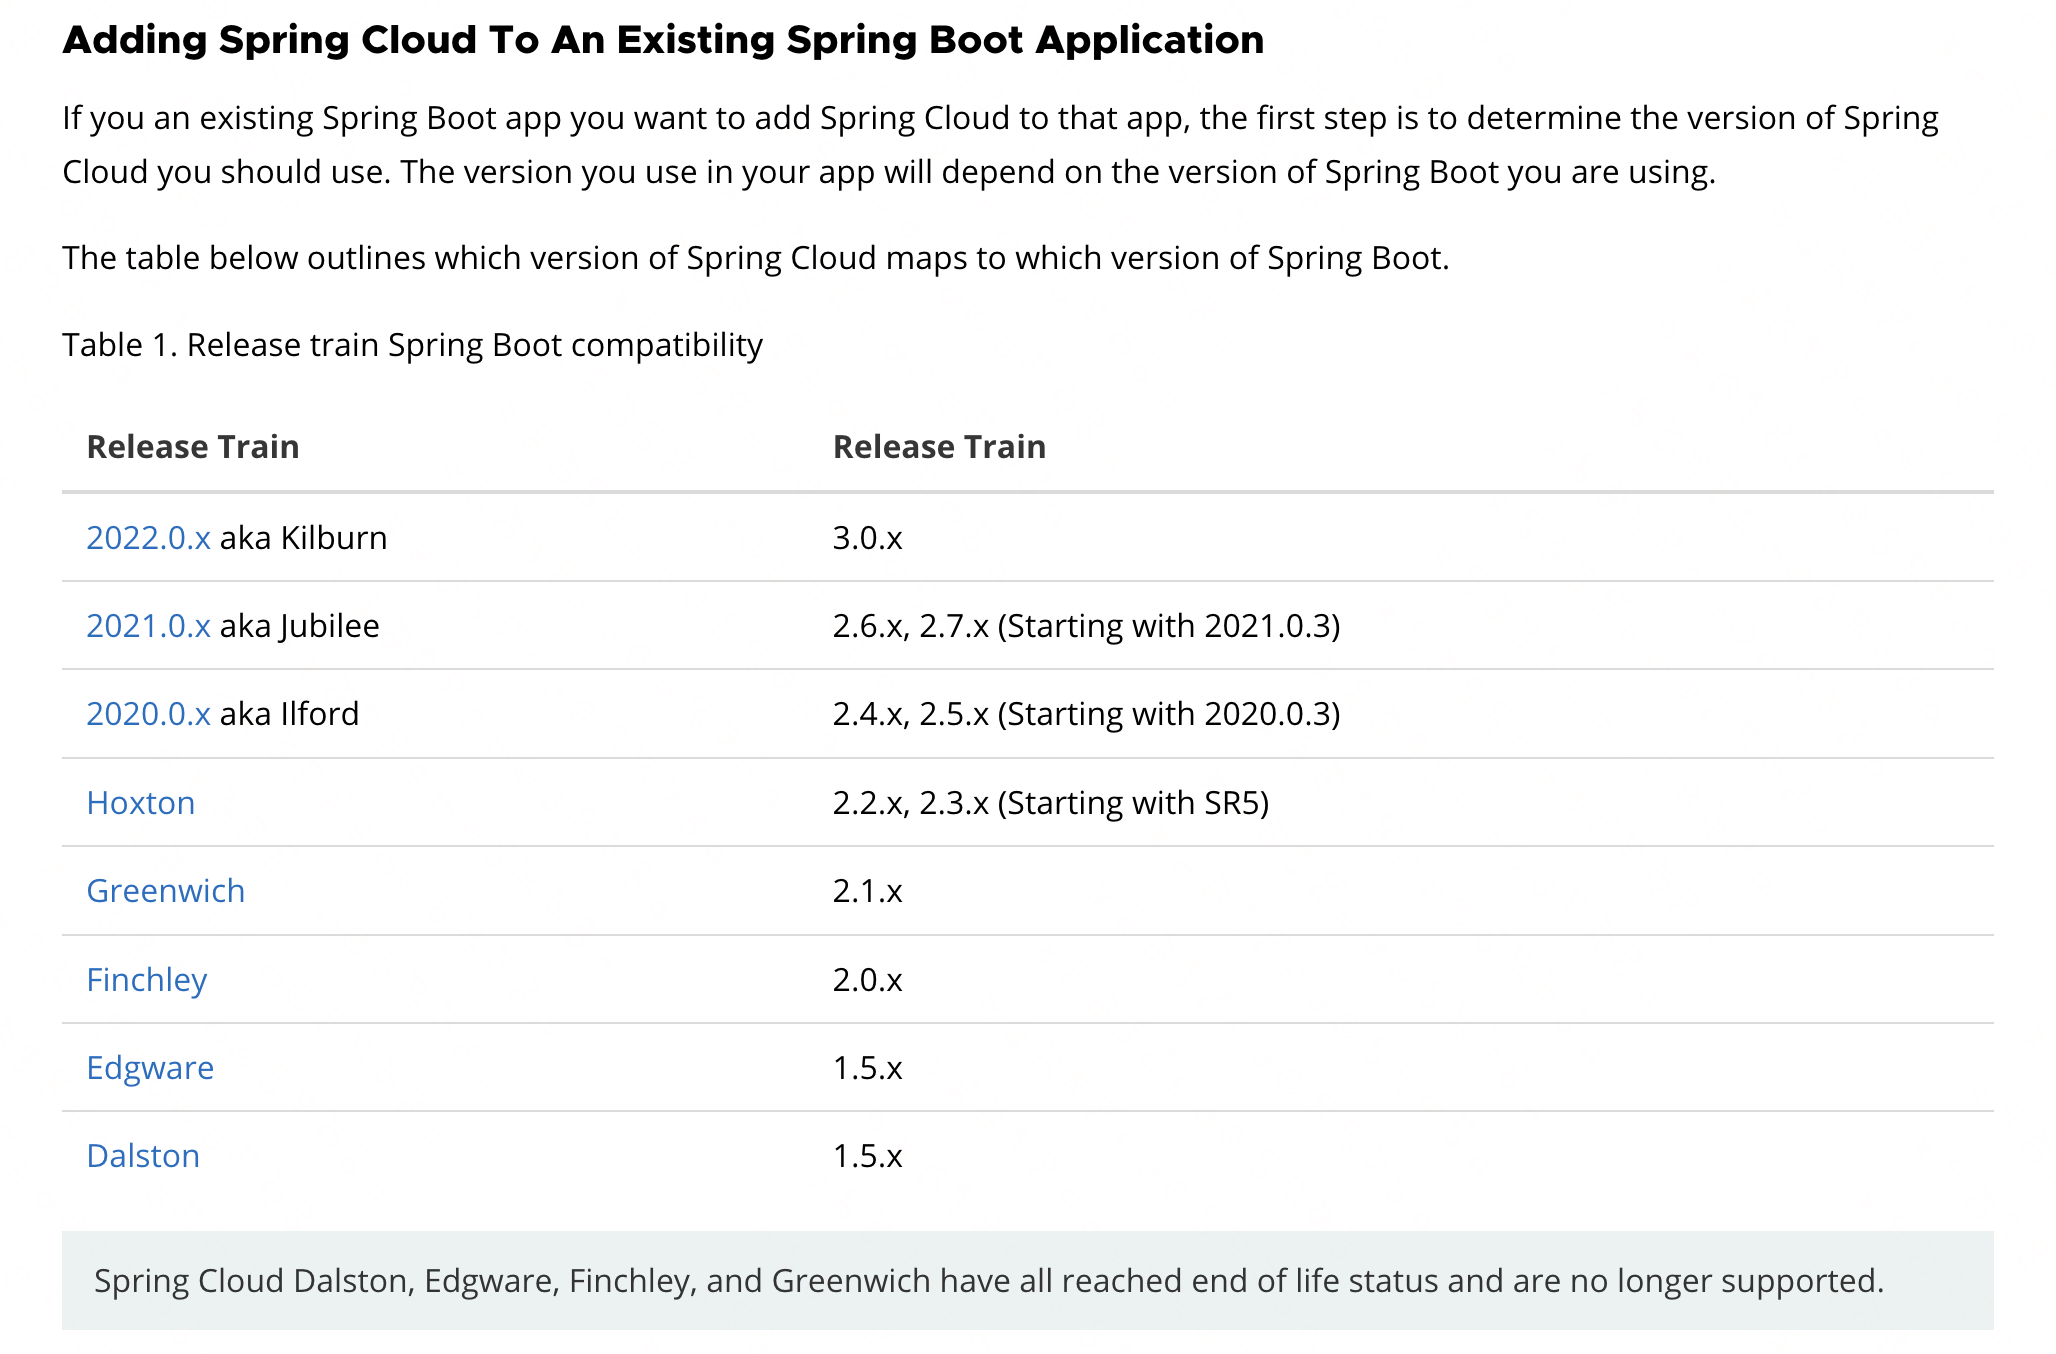 Adding Spring Cloud To An Existing Spring Boot Application
If you an existing Spring Boot app you want to add Spring Cloud to that app, the first step is to determine the version of Spring
Cloud you should use. The version you use in your app will depend on the version of Spring Boot you are using.
The table below outlines which version of Spring Cloud maps to which version of Spring Boot.
Table 1. Release train Spring Boot compatibility
Release Train Release Train
2022.0.x aka Kilburn 3.0.x
2021.0.x aka Jubilee 2.6.x, 2.7.x (Starting with 2021.0.3)
2020.0.x aka Ilford 2.4.x, 2.5.x (Starting with 2020.0.3)
Hoxton 2.2.x, 2.3.x (Starting with SR5)
Greenwich 2.1.x
Finchley 2.0.x
Edgware 1.5.x
Dalston 1.5.x
Spring Cloud Dalston, Edgware, Finchley, and Greenwich have all reached end of life status and are no longer supported.